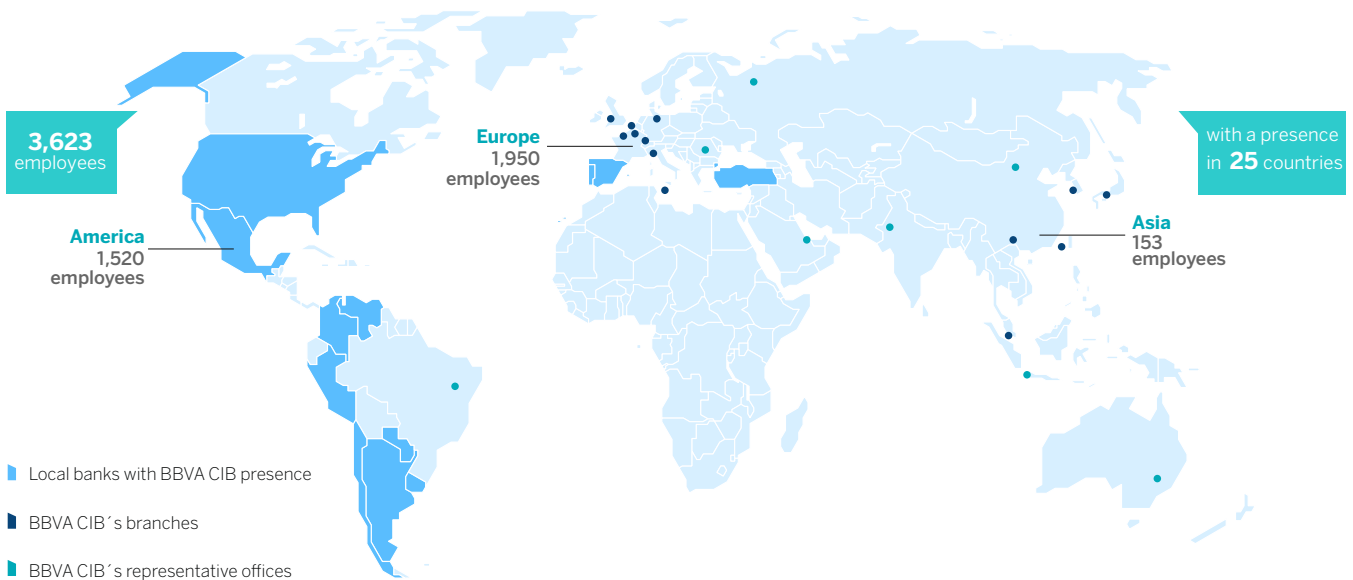 3,623
employees
America
1,520
employees
Europe
1,950
employees
with a presence
in 25 countries
Asia
153
employees
Local banks with BBVA CIB presence
BBVA CIB´s branches
BBVA CIB´s representative offices